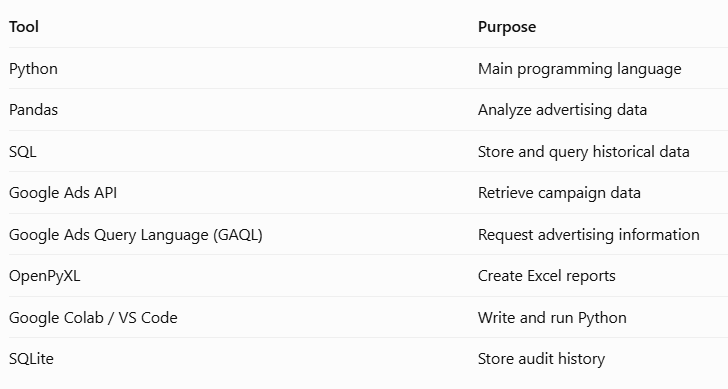 Tool Purpose
Python Main programming language
Pandas Analyze advertising data
SQL Store and query historical data
Google Ads API Retrieve campaign data
Google Ads Query Language (GAQL) Request advertising information
OpenPyXL Create Excel reports
Google Colab / VS Code Write and run Python
SQLite Store audit history